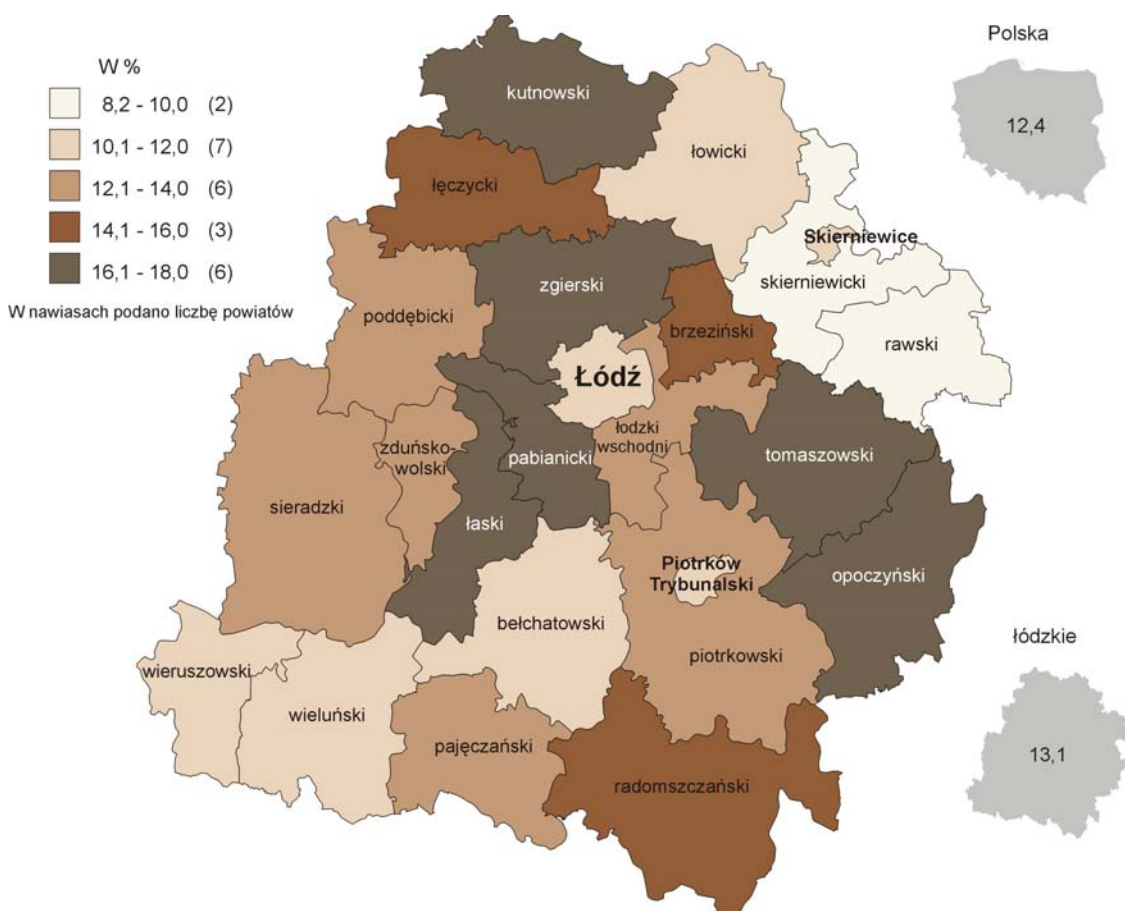 W %
8,2 - 10,0 (2)
10,1 - 12,0 (7)
12,1 - 14,0 (6)
14,1 - 16,0 (3)
16,1 - 18,0 (6)
W nawiasach podano liczbę powiatów
Polska
12,4
kutnowski
łowicki
łęczycki
Skierniewice
zgierski
skierniewicki
poddębicki
brzeziński
rawski
Łódź
łodzki
wschodni
zduńsko-
wolski
pabianicki
tomaszowski
sieradzki
łaski
Piotrków
Trybunalski
opoczyński
bełchatowski
piotrkowski
wieruszowski
wieluński
pajęczański
radomszczański
łódzkie
13,1